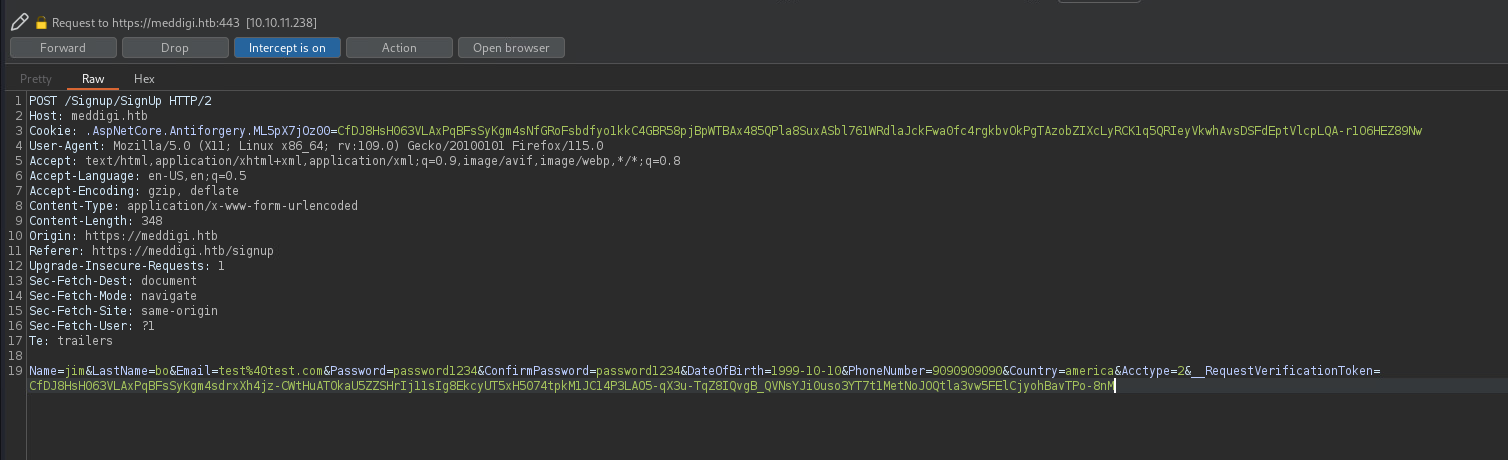 Request to https://meddigi.htb:443 [10.10.11.238]
Forward Drop Intercept is on Action Open browser
Pretty Raw Hex
1 POST /Signup/SignUp HTTP/2
2 Host: meddigi.htb
3 Cookie: .AspNetCore.Antiforgery.ML5pX7jOz00=CfDJ8HsH063VLAxPqBFsSyKgm4sNfGRoFsbdfyo1kkC4GBR58pjBpWTBAx485QPla8SuxASbl761WRdlaJckFwa0fc4rgkbvOkPgTAzobZIXcLyRCK1q5QRIeyVkwhAvsDSFdEptVlcpLQA-r1O6HEZ89Nw
4 User-Agent: Mozilla/5.0 (X11; Linux x86_64; rv:109.0) Gecko/20100101 Firefox/115.0
5 Accept: text/html,application/xhtml+xml,application/xml;q=0.9,image/avif,image/webp,*/*;q=0.8
6 Accept-Language: en-US,en;q=0.5
7 Accept-Encoding: gzip, deflate
8 Content-Type: application/x-www-form-urlencoded
9 Content-Length: 348
10 Origin: https://meddigi.htb
11 Referer: https://meddigi.htb/signup
12 Upgrade-Insecure-Requests: 1
13 Sec-Fetch-Dest: document
14 Sec-Fetch-Mode: navigate
15 Sec-Fetch-Site: same-origin
16 Sec-Fetch-User: ?1
17 Te: trailers
18
19 Name=jim&LastName=bo&Email=test%40test.com&Password=password1234&ConfirmPassword=password1234&DateOfBirth=1999-10-10&PhoneNumber=9090909090&Country=america&Acctype=2&__RequestVerificationToken=
CfDJ8HsH063VLAxPqBFsSyKgm4sdrxXh4jz-CWtHuATOkaU5ZZSHrIj11sIg8EkcyUT5xH5074tpkM1JC14P3LAO5-qX3u-TqZ8IQvgB_QVNsYJi0uso3YT7t1MetNoJOQtla3vw5FElCjyohBavTPo-8nM